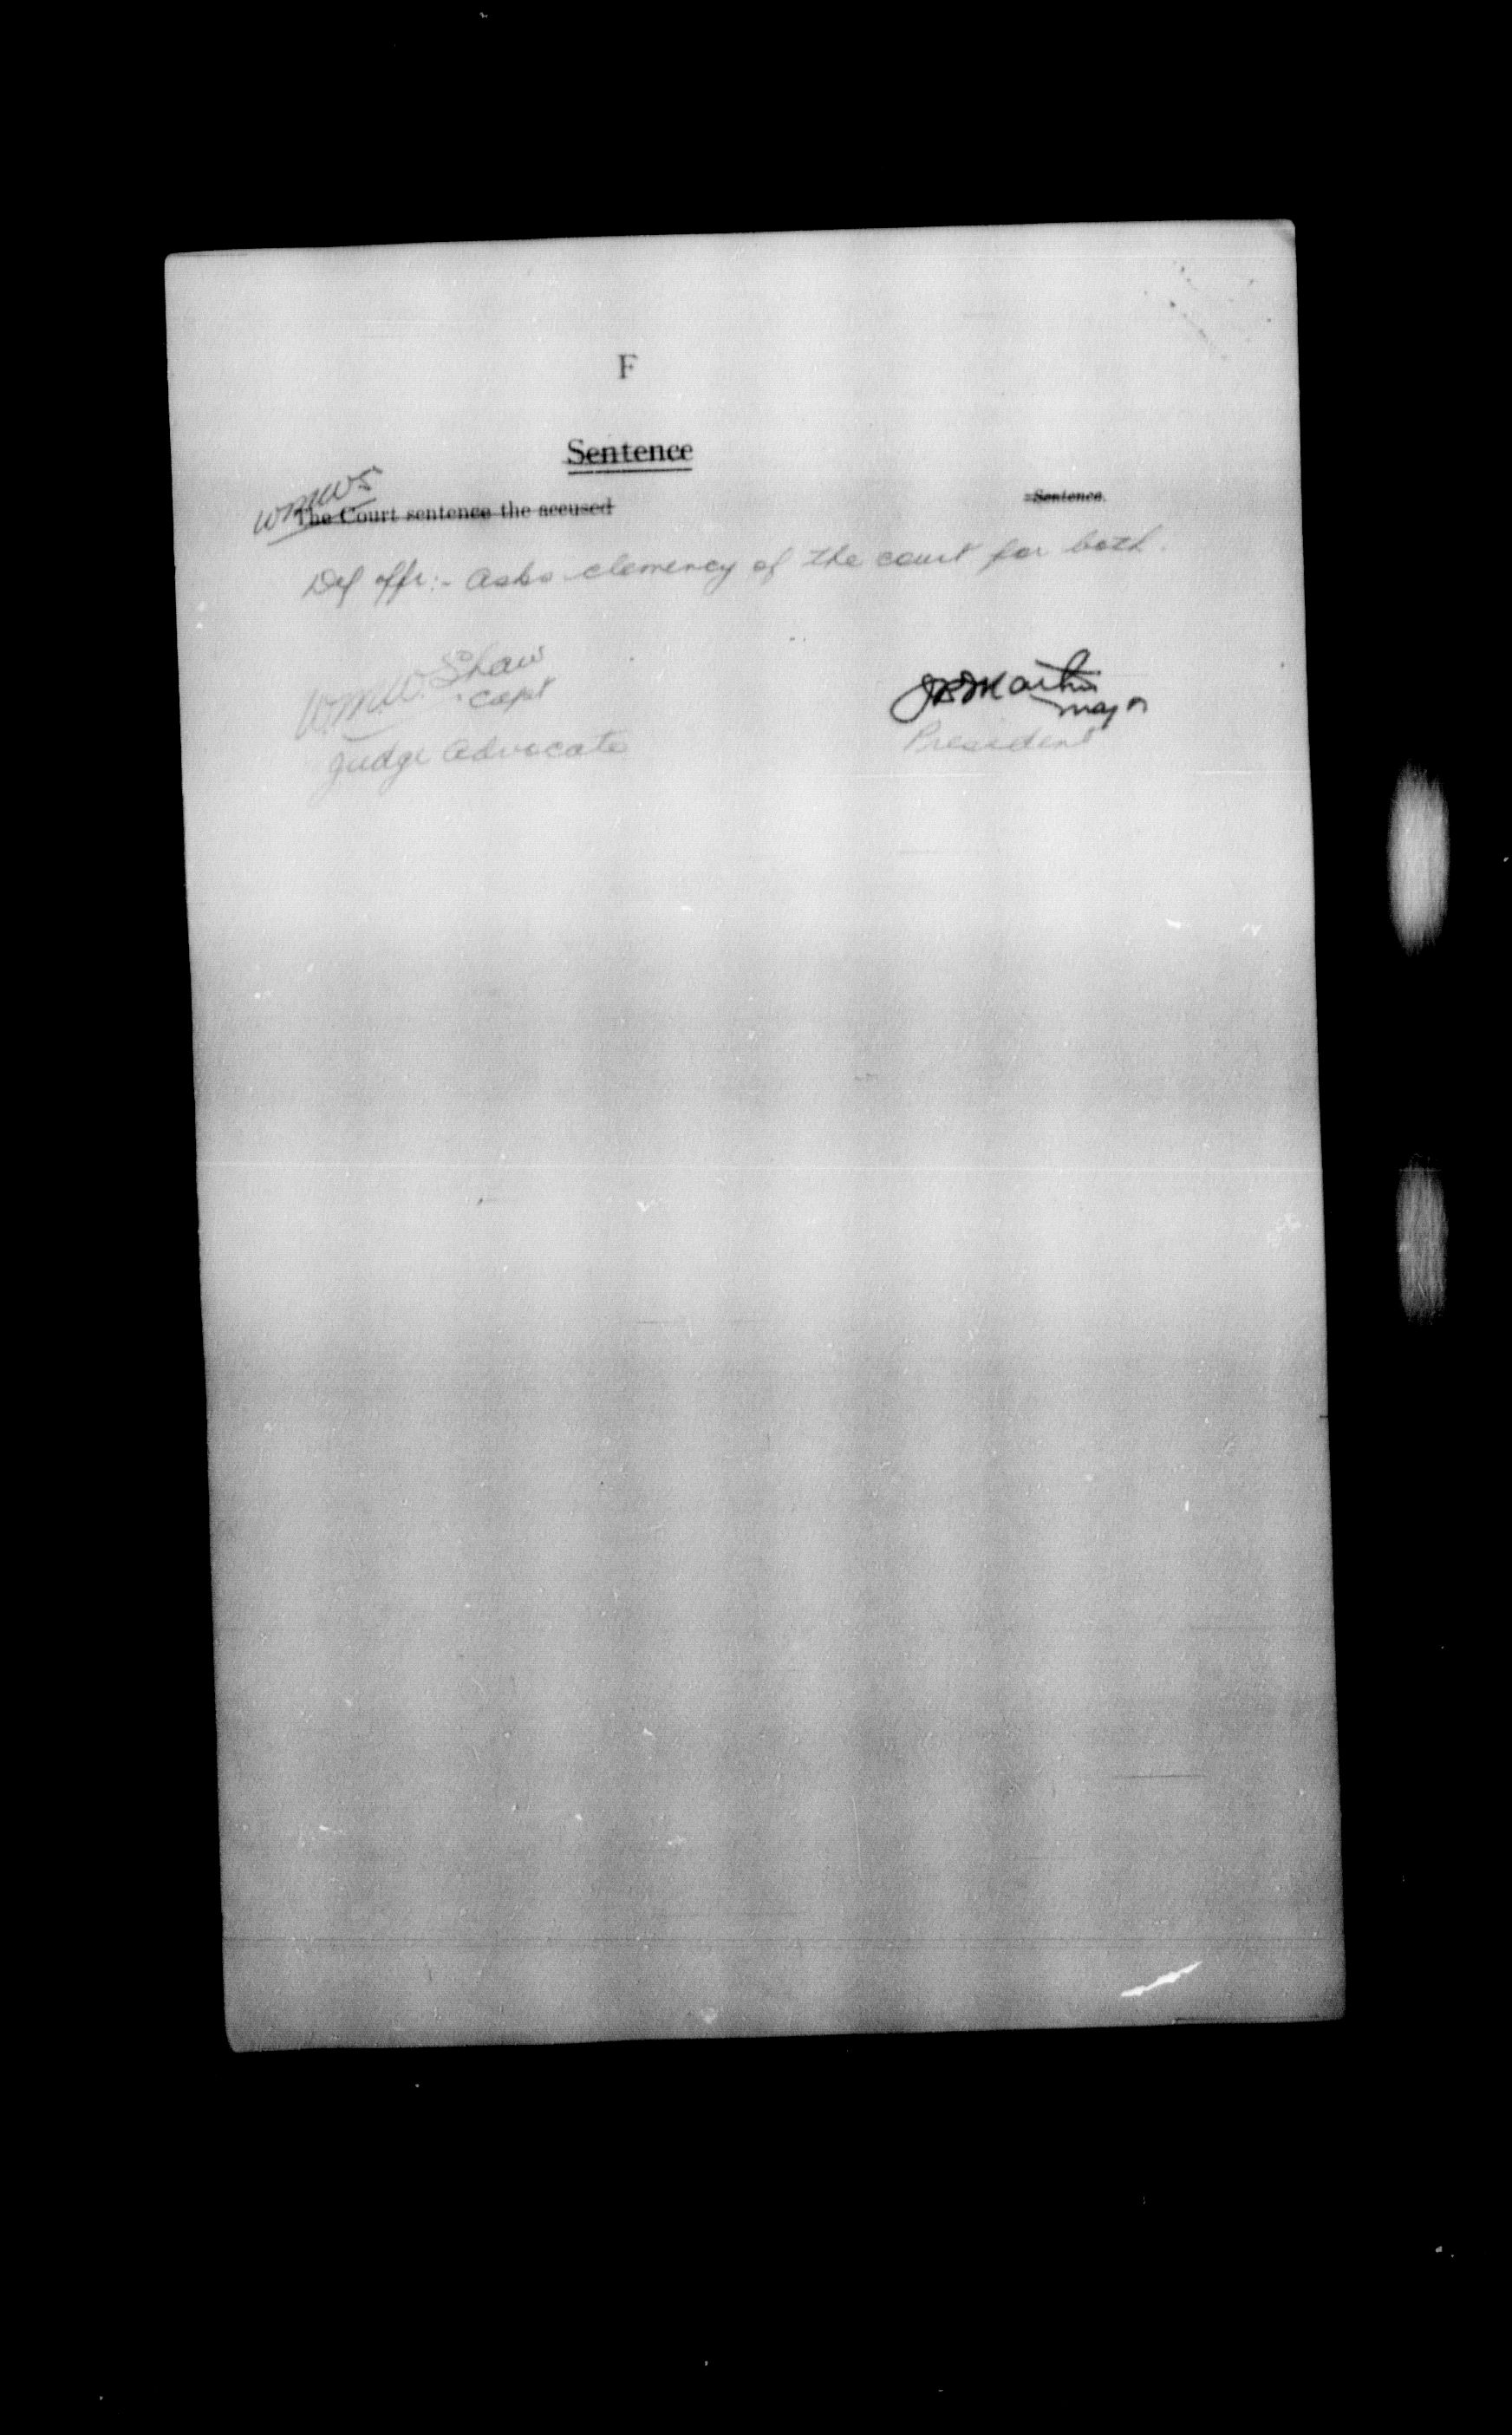 F
Sentence
WMWS
The Court sentence the accused
Sentence.
Def offr:- Asks clemency of the court for both.
W.M.W. Shaw
Capt
Judge Advocate
Martin
Major
President